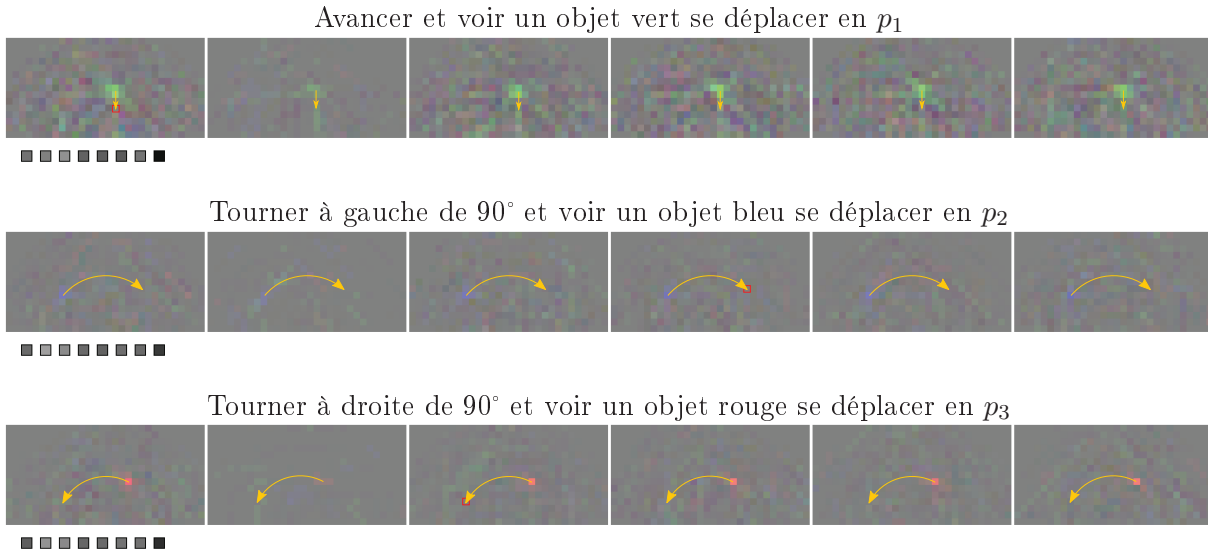 Avancer et voir un objet vert se déplacer en p₁
Tourner à gauche de 90° et voir un objet bleu se déplacer en p₂
Tourner à droite de 90° et voir un objet rouge se déplacer en p₃